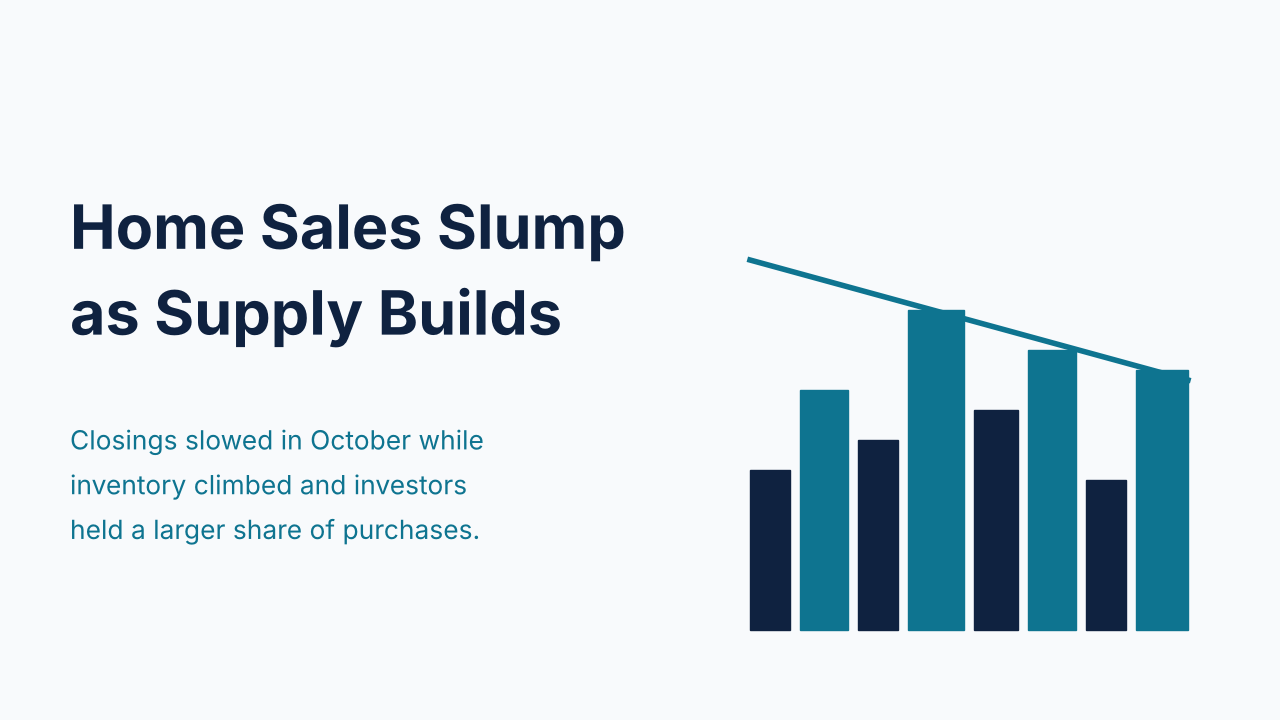 Home Sales Slump
as Supply Builds
Closings slowed in October while
inventory climbed and investors
held a larger share of purchases.